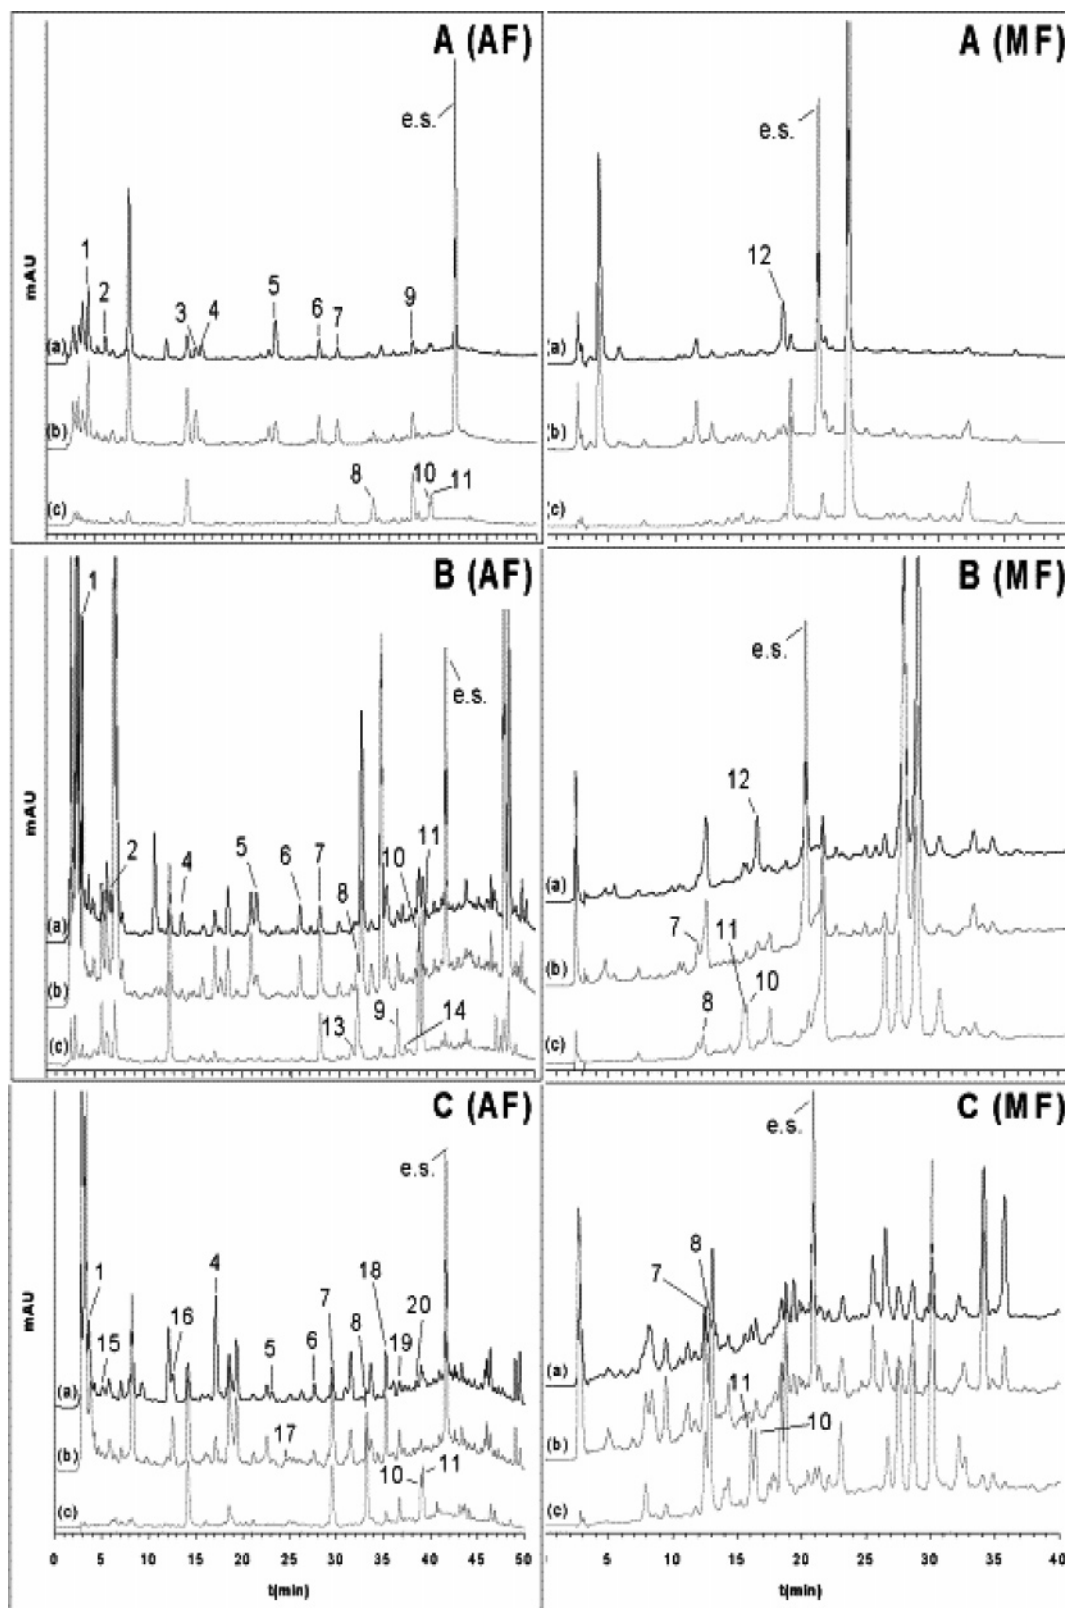 A (AF)
e.s.
1
2
3
4
5
6
7
9
mAU
(a)
(b)
(c)
8
10
11
A (MF)
e.s.
12
(a)
(b)
(c)
B (AF)
1
e.s.
2
4
5
6
7
8
10
11
mAU
(a)
(b)
(c)
13
9
14
B (MF)
e.s.
12
(a)
7
11
10
(b)
8
(c)
C (AF)
e.s.
1
15
16
4
5
6
7
8
18
19
20
mAU
(a)
17
(b)
10
11
(c)
0 5 10 15 20 25 30 35 40 45 50
t(min)
C (MF)
e.s.
8
7
(a)
11
10
(b)
(c)
5 10 15 20 25 30 35 40
t(min)